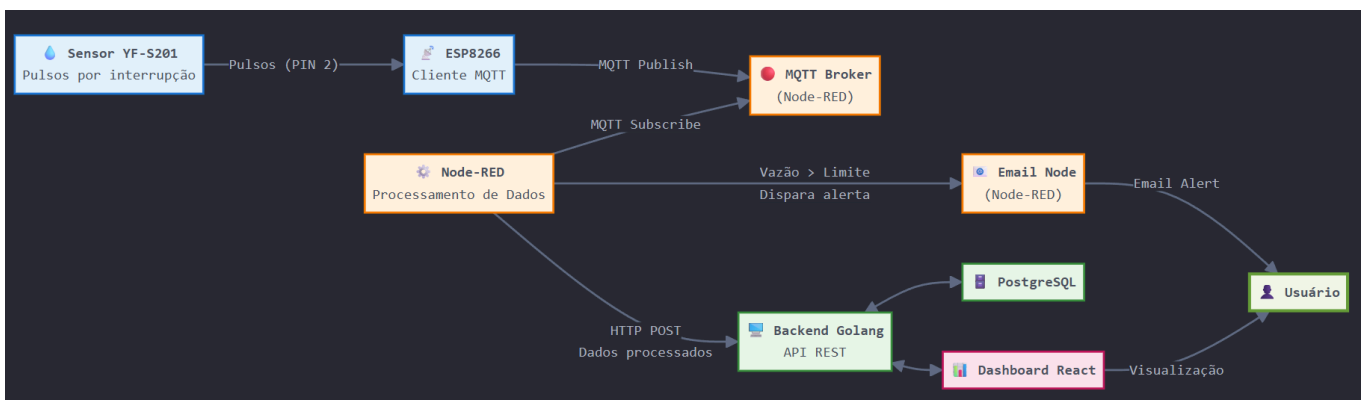 Sensor YF-S201
Pulsos por interrupção
Pulsos (PIN 2)
ESP8266
Cliente MQTT
MQTT Publish
MQTT Broker
(Node-RED)
MQTT Subscribe
Node-RED
Processamento de Dados
Vazão > Limite
Dispara alerta
Email Node
(Node-RED)
Email Alert
PostgreSQL
Usuário
HTTP POST
Dados processados
Backend Golang
API REST
Dashboard React
Visualização